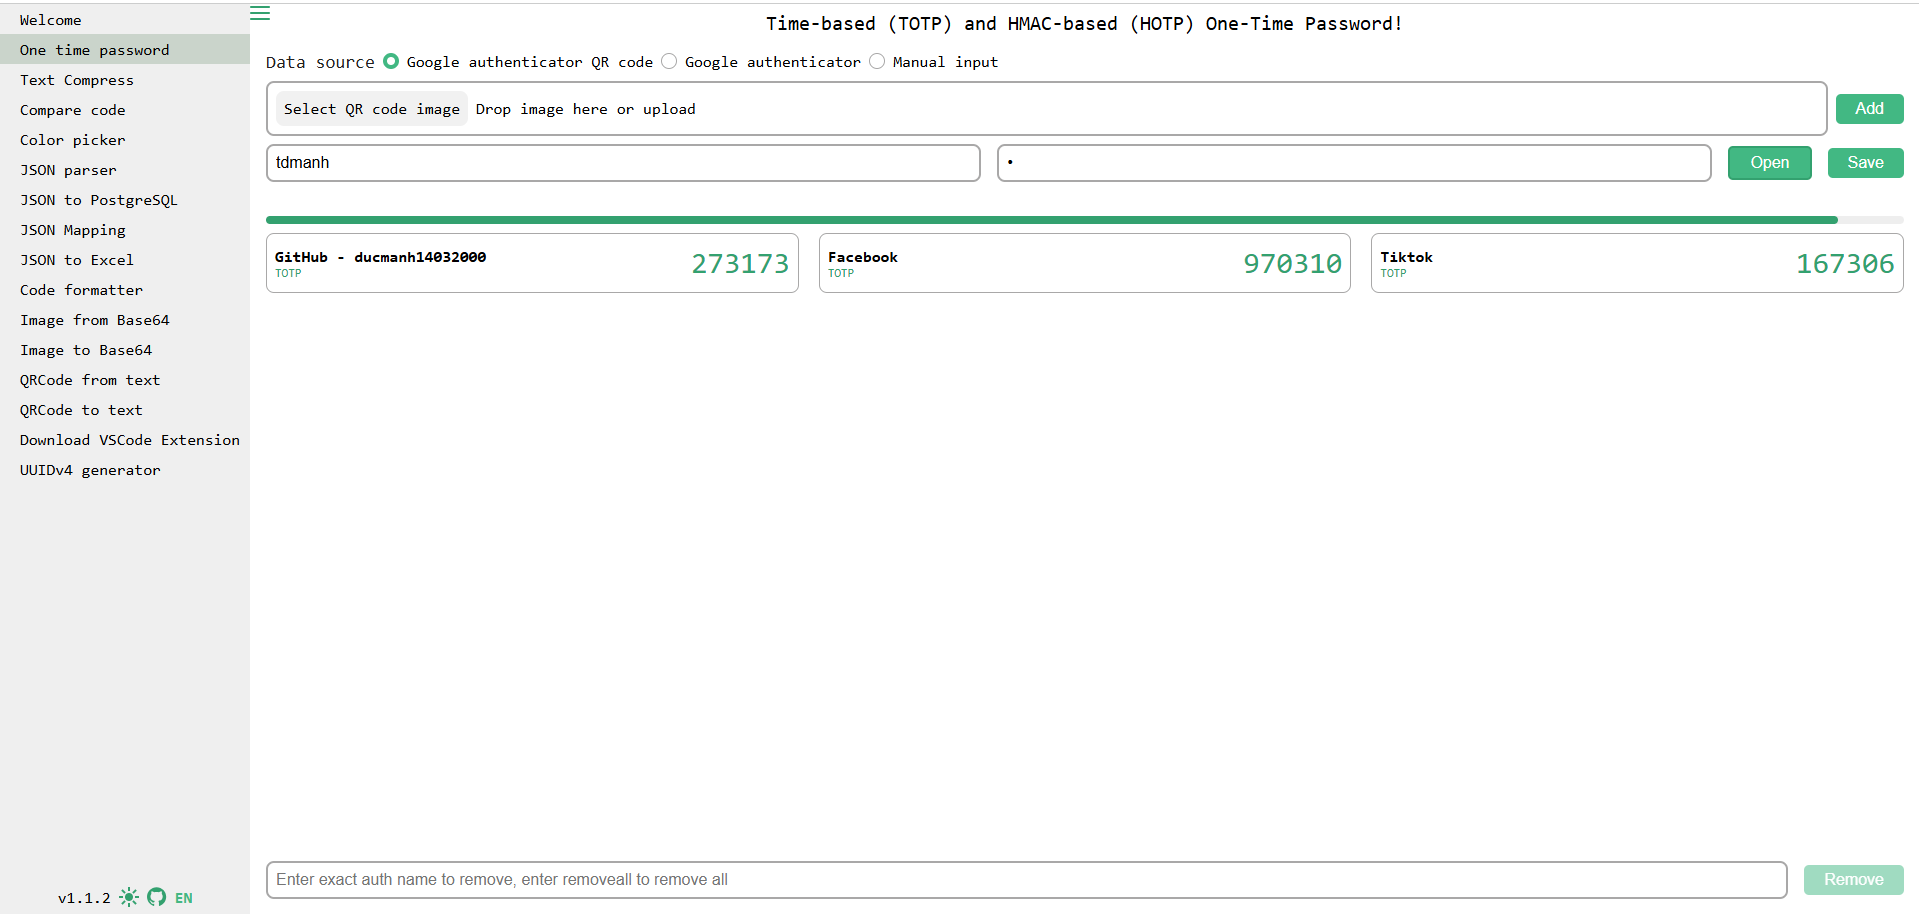 Welcome
One time password
Text Compress
Compare code
Color picker
JSON parser
JSON to PostgreSQL
JSON Mapping
JSON to Excel
Code formatter
Image from Base64
Image to Base64
QRCode from text
QRCode to text
Download VSCode Extension
UUIDv4 generator
v1.1.2 EN
Time-based (TOTP) and HMAC-based (HOTP) One-Time Password!
Data source Google authenticator QR code Google authenticator Manual input
Select QR code image Drop image here or upload Add
tdmanh • Open Save
GitHub - ducmanh14032000 273173
TOTP
Facebook 970310
TOTP
Tiktok 167306
TOTP
Enter exact auth name to remove, enter removeall to remove all Remove